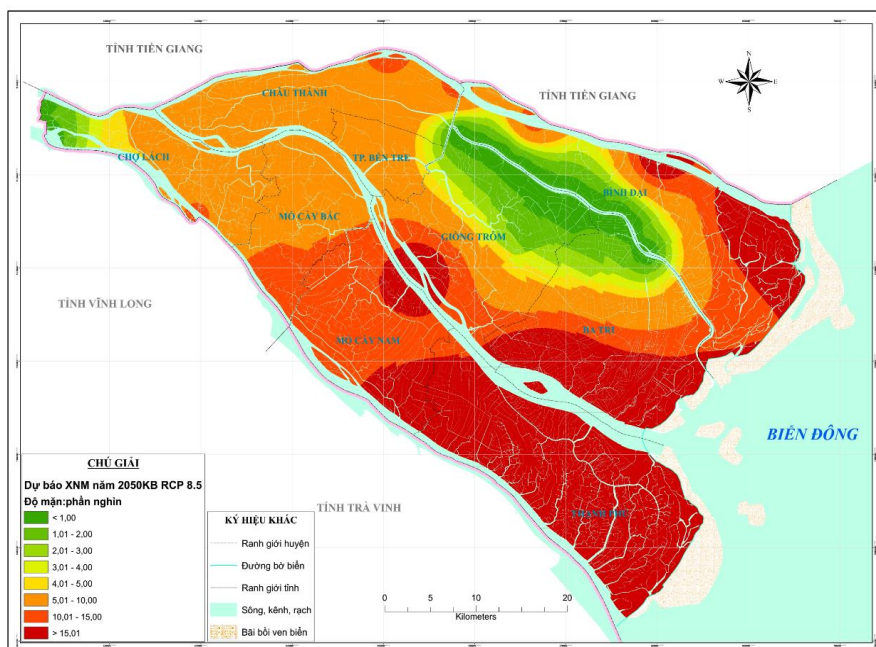 TỈNH TIỀN GIANG
N
W E
S
CHÂU THÀNH
TỈNH TIỀN GIANG
CHỢ LÁCH
TP. BẾN TRE
BÌNH ĐẠI
MỎ CÀY BẮC
GIỒNG TRÔM
TỈNH VĨNH LONG
BA TRI
MỎ CÀY NAM
BIỂN ĐÔNG
TỈNH TRÀ VINH
THẠNH PHÚ
CHÚ GIẢI
Dự báo XNM năm 2050KB RCP 8.5
Độ mặn:phần nghìn
< 1,00
1,01 - 2,00
2,01 - 3,00
3,01 - 4,00
4,01 - 5,00
5,01 - 10,00
10,01 - 15,00
> 15,01
KÝ HIỆU KHÁC
Ranh giới huyện
Đường bờ biển
Ranh giới tỉnh
Sông, kênh, rạch
Bãi bồi ven biển
0 5 10 20
Kilometers